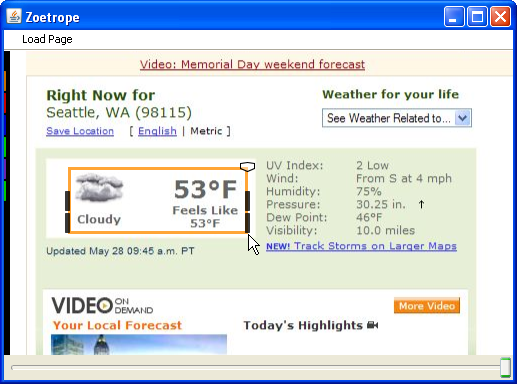 Zoetrope
Load Page
Video: Memorial Day weekend forecast
Right Now for
Seattle, WA (98115)
Save Location [ English | Metric ]
Weather for your life
See Weather Related to...
Cloudy
53°F
Feels Like
53°F
UV Index: 2 Low
Wind: From S at 4 mph
Humidity: 75%
Pressure: 30.25 in.
Dew Point: 46°F
Visibility: 10.0 miles
Updated May 28 09:45 a.m. PT
NEW! Track Storms on Larger Maps
VIDEO ON DEMAND
More Video
Your Local Forecast
Today's Highlights